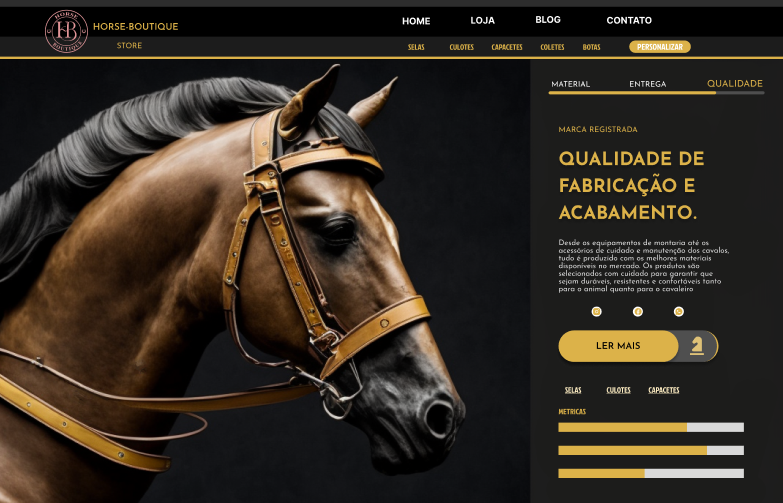 HORSE
HB
BOUTIQUE
HORSE-BOUTIQUE
STORE
HOME
LOJA
BLOG
CONTATO
SELAS
CULOTES
CAPACETES
COLETES
BOTAS
PERSONALIZAR
MATERIAL
ENTREGA
QUALIDADE
MARCA REGISTRADA
QUALIDADE DE
FABRICAÇÃO E
ACABAMENTO.
Desde os equipamentos de montaria até os
acessórios de cuidado e manutenção dos cavalos,
tudo é produzido com os melhores materiais
disponíveis no mercado. Os produtos são
selecionados com cuidado para garantir que
sejam duráveis, resistentes e confortáveis tanto
para o animal quanto para o cavaleiro
LER MAIS
SELAS
CULOTES
CAPACETES
METRICAS